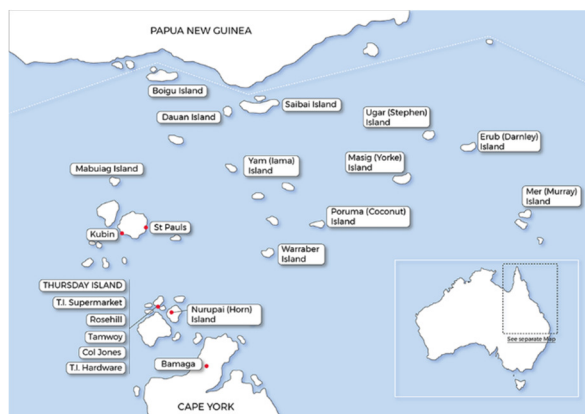 PAPUA NEW GUINEA
Boigu Island
Dauan Island
Saibai Island
Ugar (Stephen)
Island
Erub (Darnley)
Island
Mabuiag Island
Yam (Iama)
Island
Masig (Yorke)
Island
Mer (Murray)
Island
Kubin
St Pauls
Poruma (Coconut)
Island
Warraber
Island
THURSDAY ISLAND
T.I. Supermarket
Rosehill
Tamwoy
Col Jones
T.I. Hardware
Nurupai (Horn)
Island
Bamaga
CAPE YORK
See separate Map